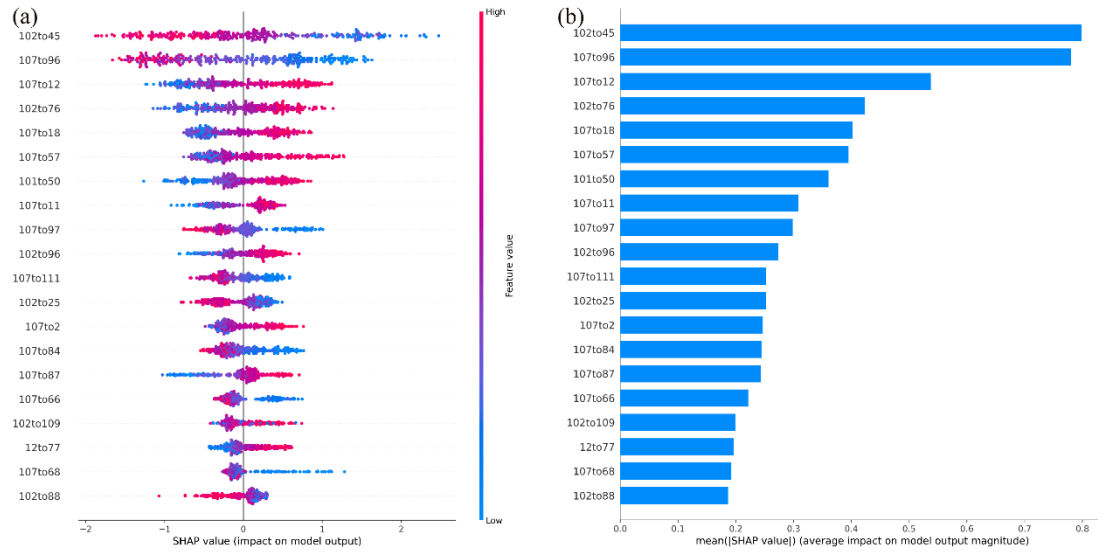 (a)
High
102to45
107to96
107to12
102to76
107to18
107to57
101to50
107to11
107to97
102to96
107to111
102to25
107to2
107to84
107to87
107to66
102to109
12to77
107to68
102to88
Feature value
Low
−2 −1 0 1 2
SHAP value (impact on model output)
(b)
102to45
107to96
107to12
102to76
107to18
107to57
101to50
107to11
107to97
102to96
107to111
102to25
107to2
107to84
107to87
107to66
102to109
12to77
107to68
102to88
0.0 0.1 0.2 0.3 0.4 0.5 0.6 0.7 0.8
mean(|SHAP value|) (average impact on model output magnitude)